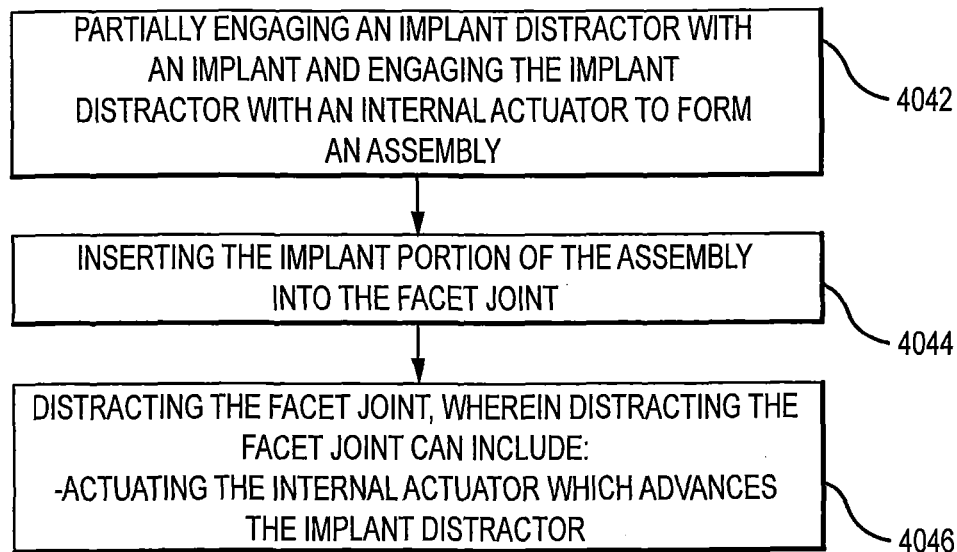 PARTIALLY ENGAGING AN IMPLANT DISTRACTOR WITH
AN IMPLANT AND ENGAGING THE IMPLANT
DISTRACTOR WITH AN INTERNAL ACTUATOR TO FORM
AN ASSEMBLY
4042
INSERTING THE IMPLANT PORTION OF THE ASSEMBLY
INTO THE FACET JOINT
4044
DISTRACTING THE FACET JOINT, WHEREIN DISTRACTING THE
FACET JOINT CAN INCLUDE:
-ACTUATING THE INTERNAL ACTUATOR WHICH ADVANCES
THE IMPLANT DISTRACTOR
4046